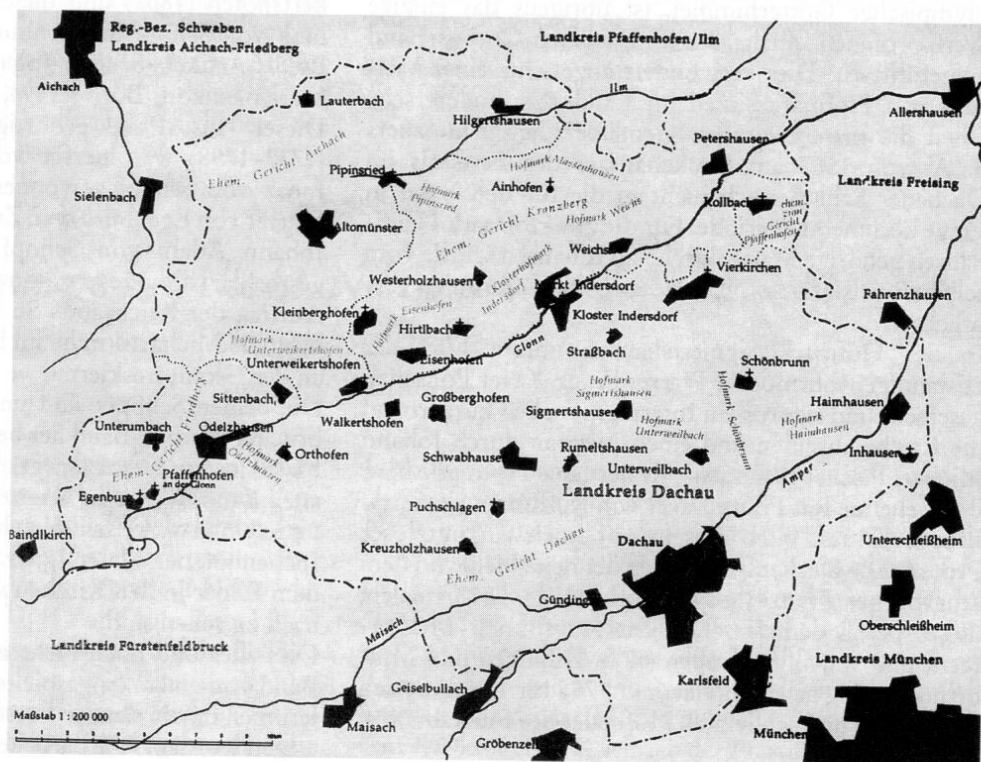 Reg.-Bez. Schwaben
Landkreis Aichach-Friedberg
Landkreis Pfaffenhofen/Ilm
Aichach
Lauterbach
Ilm
Hilgertshausen
Allershausen
Petershausen
Ehem. Gericht Aichach
Hofmark Massenhausen
Pipinsried
Ainhofen
Landkreis Freising
Sielenbach
Hofmark
Pipinsried
Kollbach
ehem.
zum
Gericht
Pfaffenhofen
Altomünster
Ehem. Gericht Kranzberg
Hofmark Weichs
Weichs
Westerholzhausen
Klosterhofmark
Indersdorf
Markt Indersdorf
Vierkirchen
Fahrenzhausen
Kleinberghofen
Hofmark Eisenhofen
Kloster Indersdorf
Hirtlbach
Glonn
Straßbach
Hofmark
Unterweikertshofen
Eisenhofen
Schönbrunn
Unterweikertshofen
Hofmark
Sigmertshausen
Sittenbach
Großberghofen
Sigmertshausen
Haimhausen
Walkertshofen
Hofmark
Unterweilbach
Hofmark Schönbrunn
Hofmark
Haimhausen
Unterumbach
Odelzhausen
Orthofen
Rumeltshausen
Inhausen
Ehem. Gericht Friedberg
Hofmark
Odelzhausen
Schwabhausen
Unterweilbach
Pfaffenhofen
an der Glonn
Amper
Egenburg
Landkreis Dachau
Puchschlagen
Baindlkirch
Kreuzholzhausen
Dachau
Unterschleißheim
Ehem. Gericht Dachau
Günding
Oberschleißheim
Maisach
Landkreis Fürstenfeldbruck
Landkreis München
Geiselbullach
Karlsfeld
Maßstab 1 : 200 000
Maisach
München
Gröbenzell